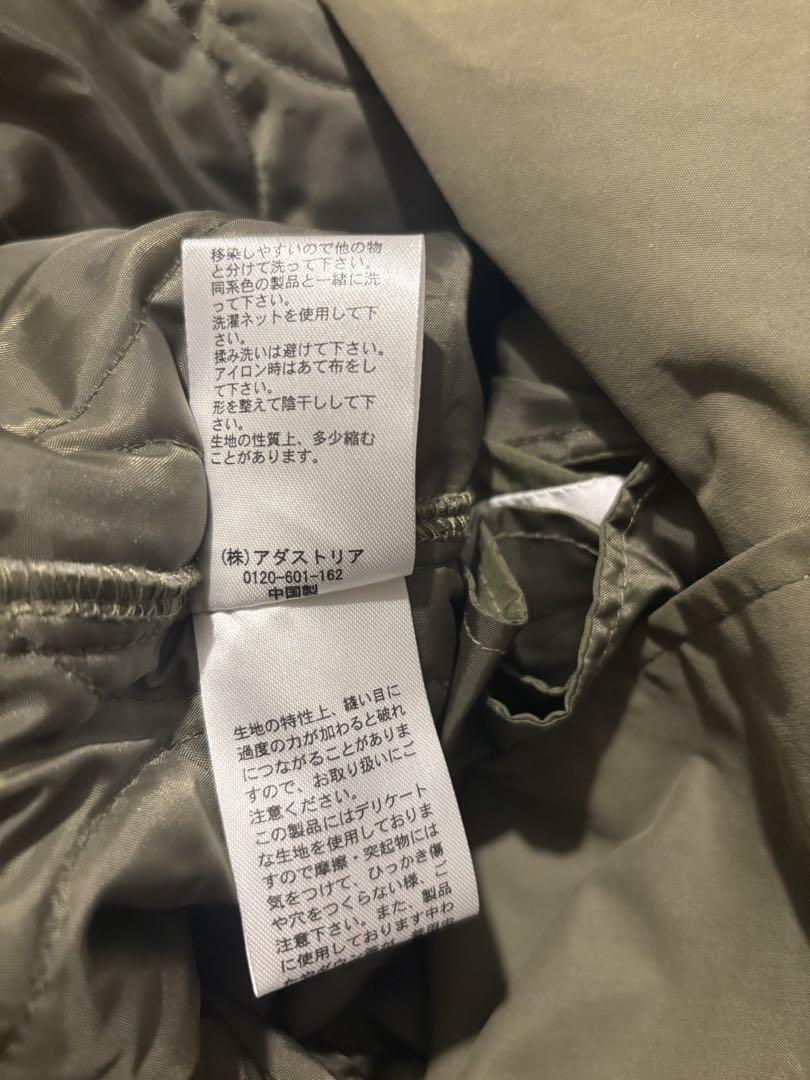 移染しやすいので他の物
と分けて洗って下さい。
同系色の製品と一緒に洗
って下さい。
洗濯ネットを使用して下
さい。
揉み洗いは避けて下さい。
アイロン時はあて布をし
て下さい。
形を整えて陰干しして下
さい。
生地の性質上、多少縮む
ことがあります。
(株)アダストリア
0120-601-162
中国製
生地の特性上、縫い目に
過度の力が加わると破れ
につながることがありま
すので、お取り扱いにご
注意ください。
この製品にはデリケート
な生地を使用しておりま
すので摩擦・突起物には
気をつけて、ひっかき傷
や穴をつくらない様、ご
注意下さい。また、製品
に使用しております中わ